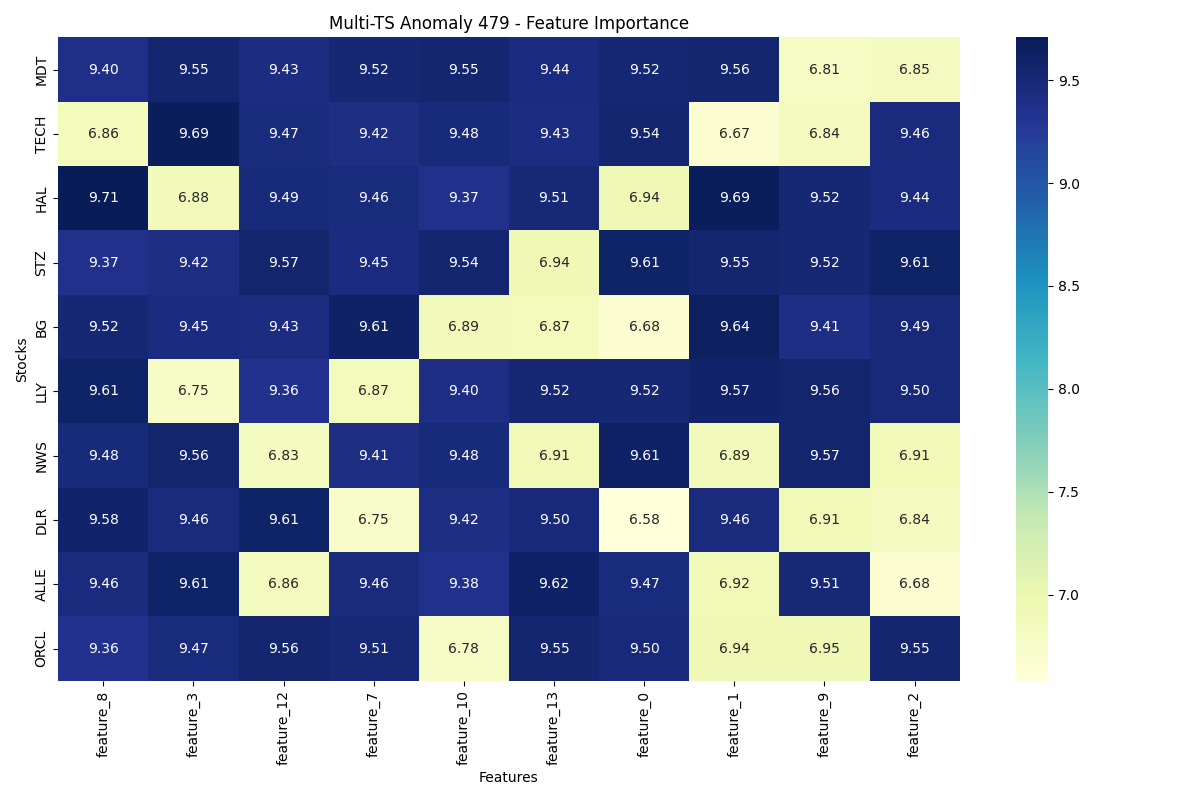 Multi-TS Anomaly 479 - Feature Importance
Stocks
MDT 9.40 9.55 9.43 9.52 9.55 9.44 9.52 9.56 6.81 6.85
TECH 6.86 9.69 9.47 9.42 9.48 9.43 9.54 6.67 6.84 9.46
HAL 9.71 6.88 9.49 9.46 9.37 9.51 6.94 9.69 9.52 9.44
STZ 9.37 9.42 9.57 9.45 9.54 6.94 9.61 9.55 9.52 9.61
BG 9.52 9.45 9.43 9.61 6.89 6.87 6.68 9.64 9.41 9.49
LLY 9.61 6.75 9.36 6.87 9.40 9.52 9.52 9.57 9.56 9.50
NWS 9.48 9.56 6.83 9.41 9.48 6.91 9.61 6.89 9.57 6.91
DLR 9.58 9.46 9.61 6.75 9.42 9.50 6.58 9.46 6.91 6.84
ALLE 9.46 9.61 6.86 9.46 9.38 9.62 9.47 6.92 9.51 6.68
ORCL 9.36 9.47 9.56 9.51 6.78 9.55 9.50 6.94 6.95 9.55
feature_8 feature_3 feature_12 feature_7 feature_10 feature_13 feature_0 feature_1 feature_9 feature_2
Features
9.5
9.0
8.5
8.0
7.5
7.0